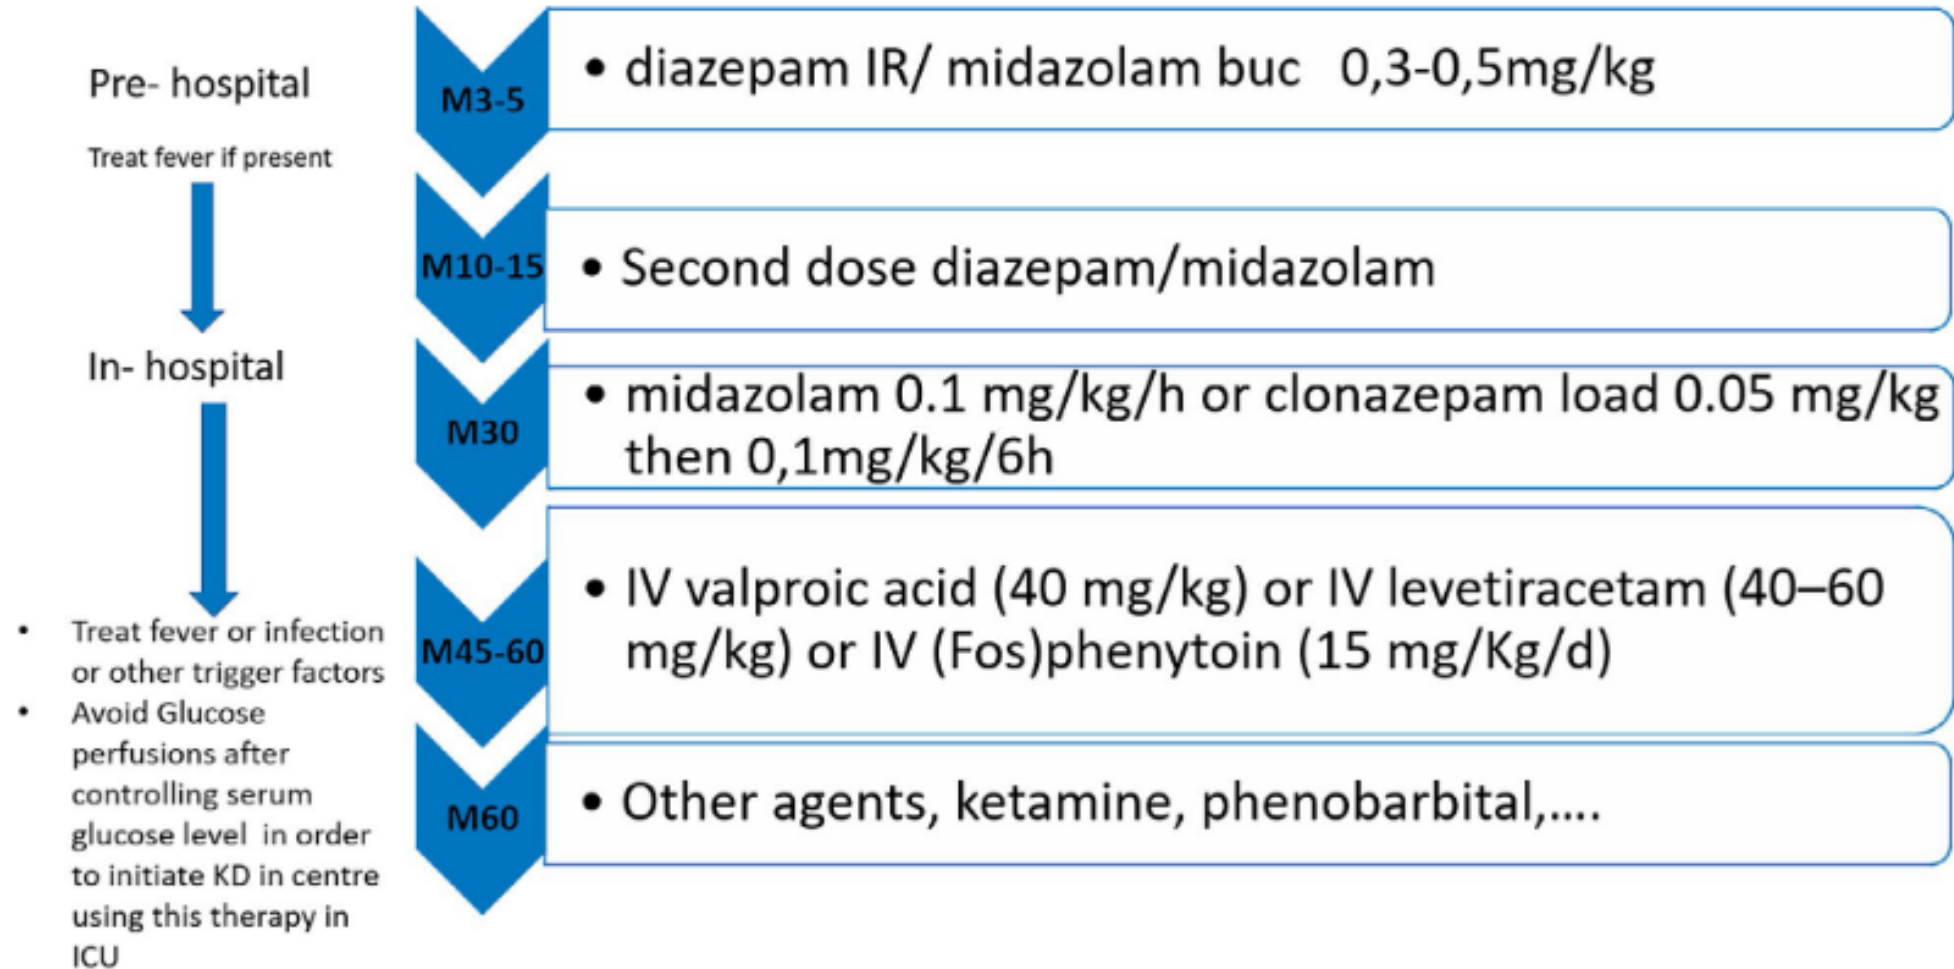 Pre- hospital
Treat fever if present
In- hospital
• Treat fever or infection
or other trigger factors
• Avoid Glucose
perfusions after
controlling serum
glucose level in order
to initiate KD in centre
using this therapy in
ICU
M3-5
• diazepam IR/ midazolam buc 0,3-0,5mg/kg
M10-15
• Second dose diazepam/midazolam
M30
• midazolam 0.1 mg/kg/h or clonazepam load 0.05 mg/kg
then 0,1mg/kg/6h
M45-60
• IV valproic acid (40 mg/kg) or IV levetiracetam (40–60
mg/kg) or IV (Fos)phenytoin (15 mg/Kg/d)
M60
• Other agents, ketamine, phenobarbital,....